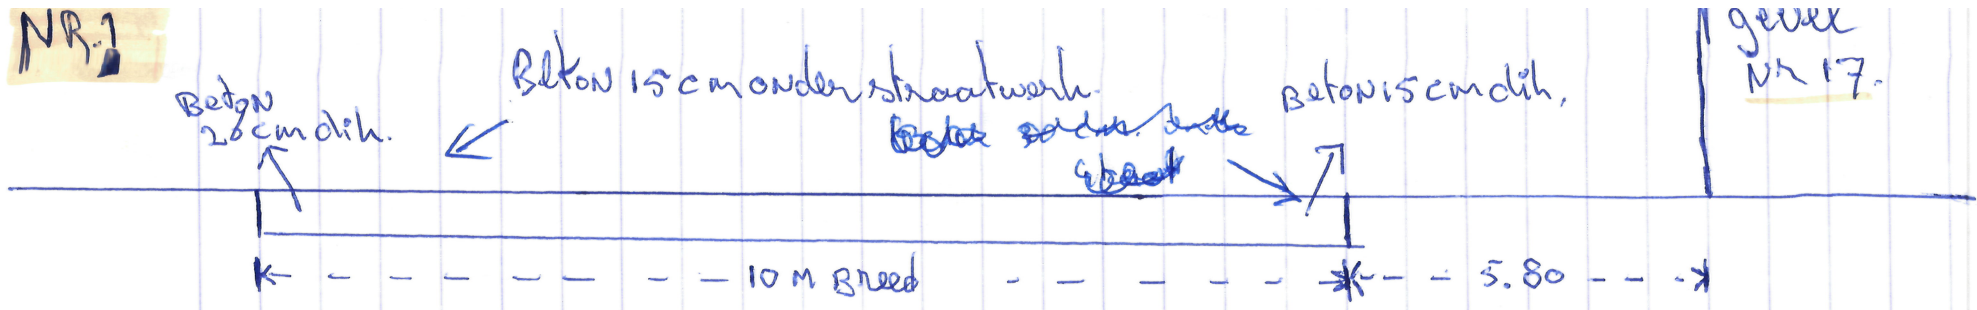 NR.1
gevel
NR 17.
Beton 15 cm onder straatwerk.
Beton
20 cm dik.
Beton 15 cm dik.
10 M Breed
5.80